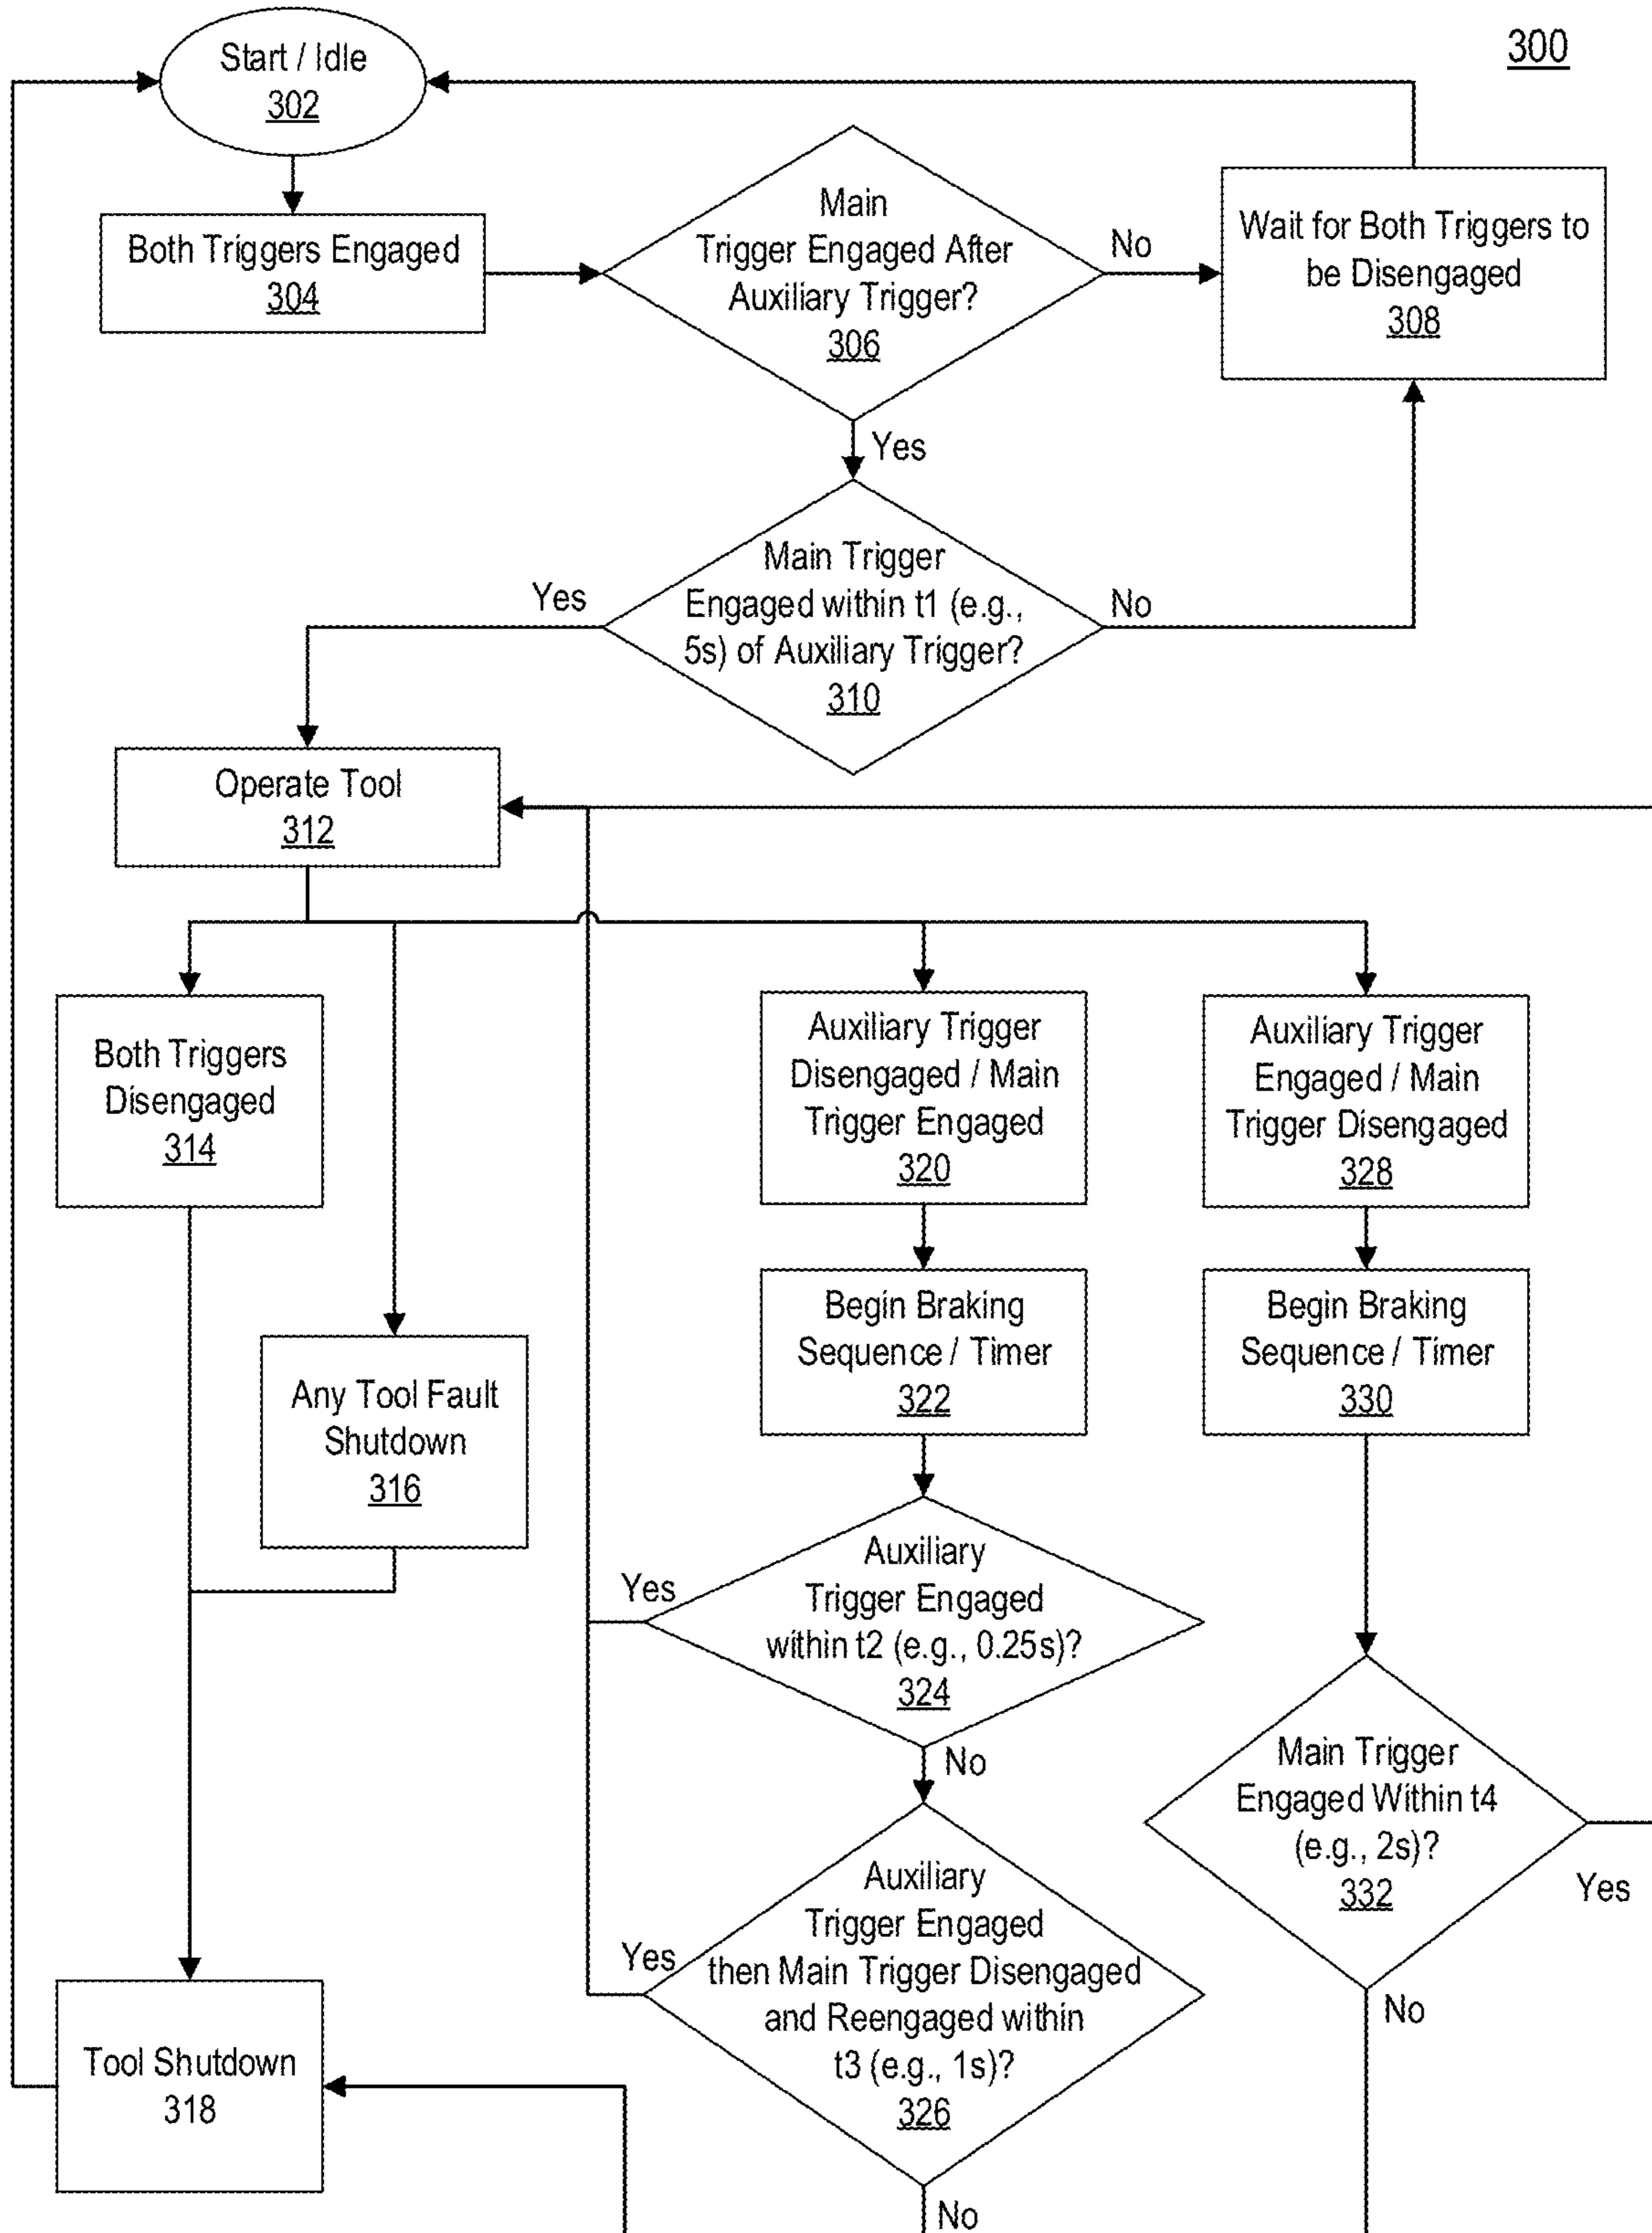 300
Start / Idle
302
Both Triggers Engaged
304
Main
Trigger Engaged After
Auxiliary Trigger?
306
No
Wait for Both Triggers to
be Disengaged
308
Yes
Main Trigger
Engaged within t1 (e.g.,
5s) of Auxiliary Trigger?
310
Yes
No
Operate Tool
312
Both Triggers
Disengaged
314
Any Tool Fault
Shutdown
316
Auxiliary Trigger
Disengaged / Main
Trigger Engaged
320
Auxiliary Trigger
Engaged / Main
Trigger Disengaged
328
Begin Braking
Sequence / Timer
322
Begin Braking
Sequence / Timer
330
Auxiliary
Trigger Engaged
within t2 (e.g., 0.25s)?
324
Yes
No
Main Trigger
Engaged Within t4
(e.g., 2s)?
332
Yes
No
Auxiliary
Trigger Engaged
then Main Trigger Disengaged
and Reengaged within
t3 (e.g., 1s)?
326
Yes
No
Tool Shutdown
318